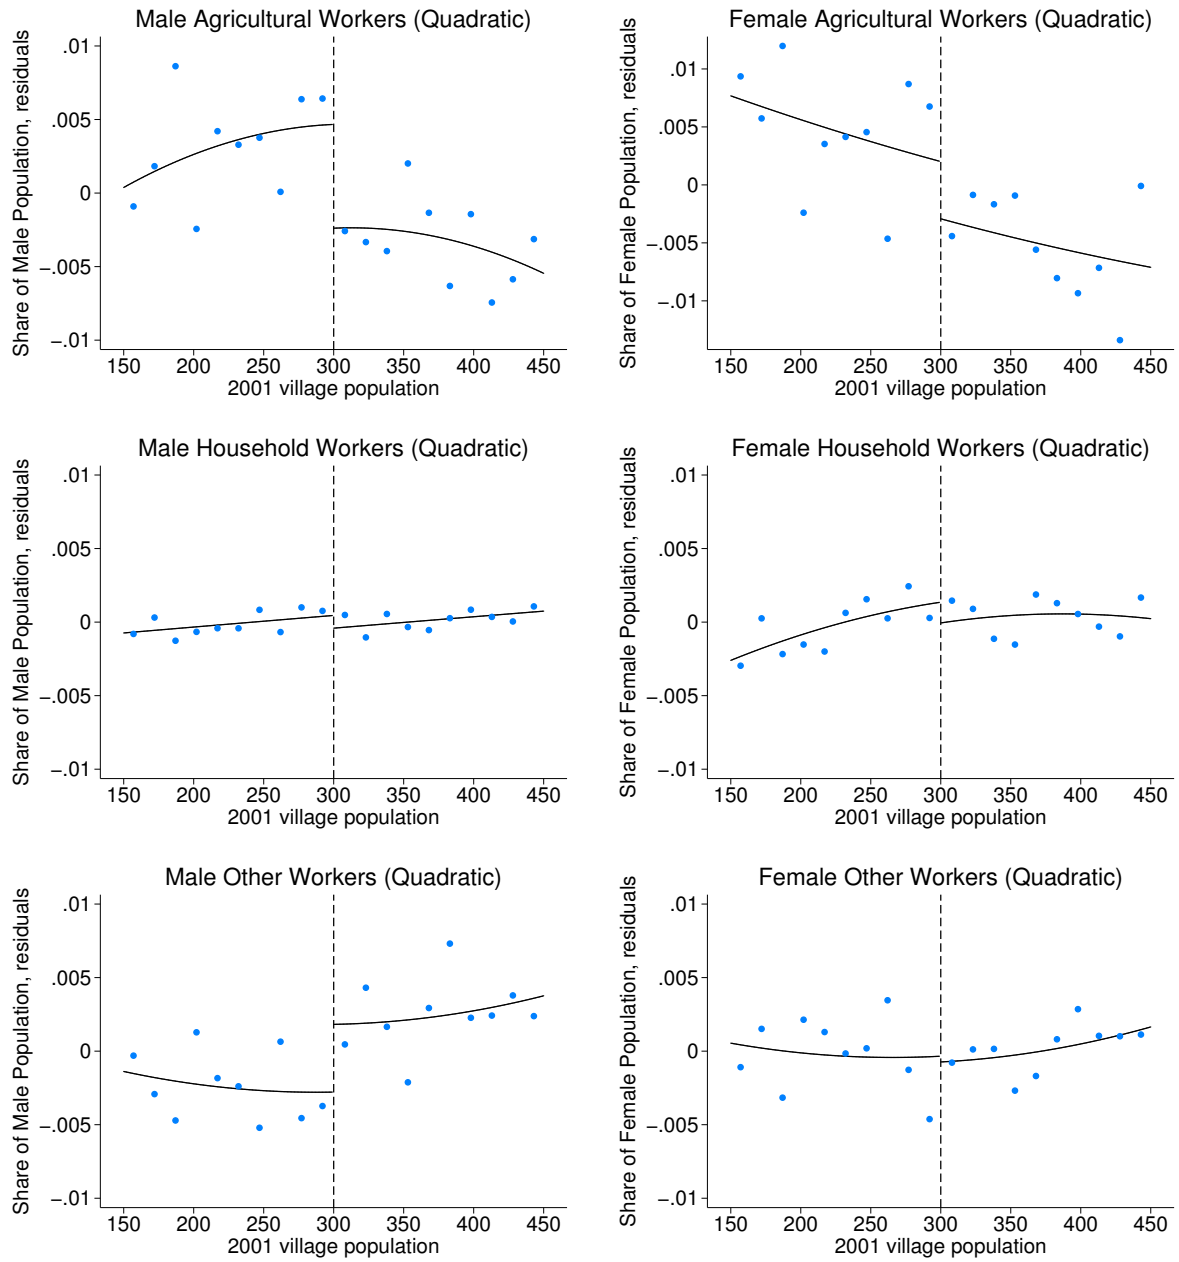 Male Agricultural Workers (Quadratic)
Share of Male Population, residuals
.01
.005
0
−.005
−.01
150 200 250 300 350 400 450
2001 village population
Female Agricultural Workers (Quadratic)
Share of Female Population, residuals
.01
.005
0
−.005
−.01
150 200 250 300 350 400 450
2001 village population
Male Household Workers (Quadratic)
Share of Male Population, residuals
.01
.005
0
−.005
−.01
150 200 250 300 350 400 450
2001 village population
Female Household Workers (Quadratic)
Share of Female Population, residuals
.01
.005
0
−.005
−.01
150 200 250 300 350 400 450
2001 village population
Male Other Workers (Quadratic)
Share of Male Population, residuals
.01
.005
0
−.005
−.01
150 200 250 300 350 400 450
2001 village population
Female Other Workers (Quadratic)
Share of Female Population, residuals
.01
.005
0
−.005
−.01
150 200 250 300 350 400 450
2001 village population